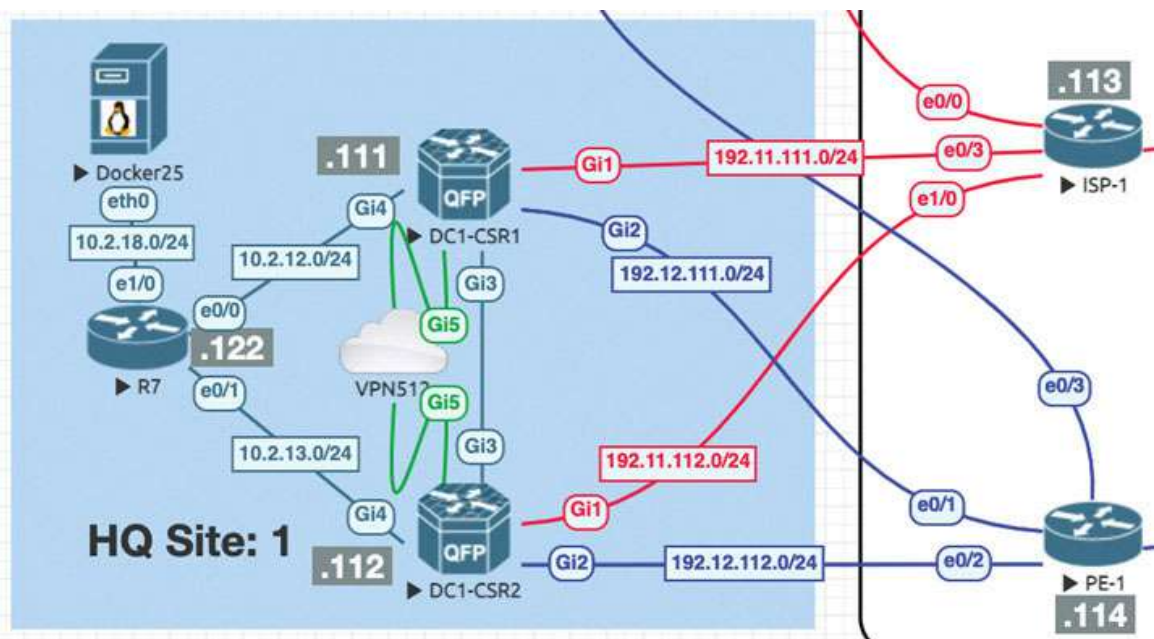 .113
e0/0
.111
Gi1
192.11.111.0/24
e0/3
QFP
▶ Docker25
▶ ISP-1
eth0
Gi4
▶ DC1-CSR1
e1/0
Gi2
10.2.18.0/24
10.2.12.0/24
192.12.111.0/24
e1/0
Gi3
e0/0
Gi5
.122
VPN512
▶ R7
e0/1
Gi5
e0/3
Gi3
10.2.13.0/24
192.11.112.0/24
Gi4
Gi1
e0/1
HQ Site: 1
QFP
.112
Gi2
192.12.112.0/24
e0/2
▶ DC1-CSR2
▶ PE-1
.114